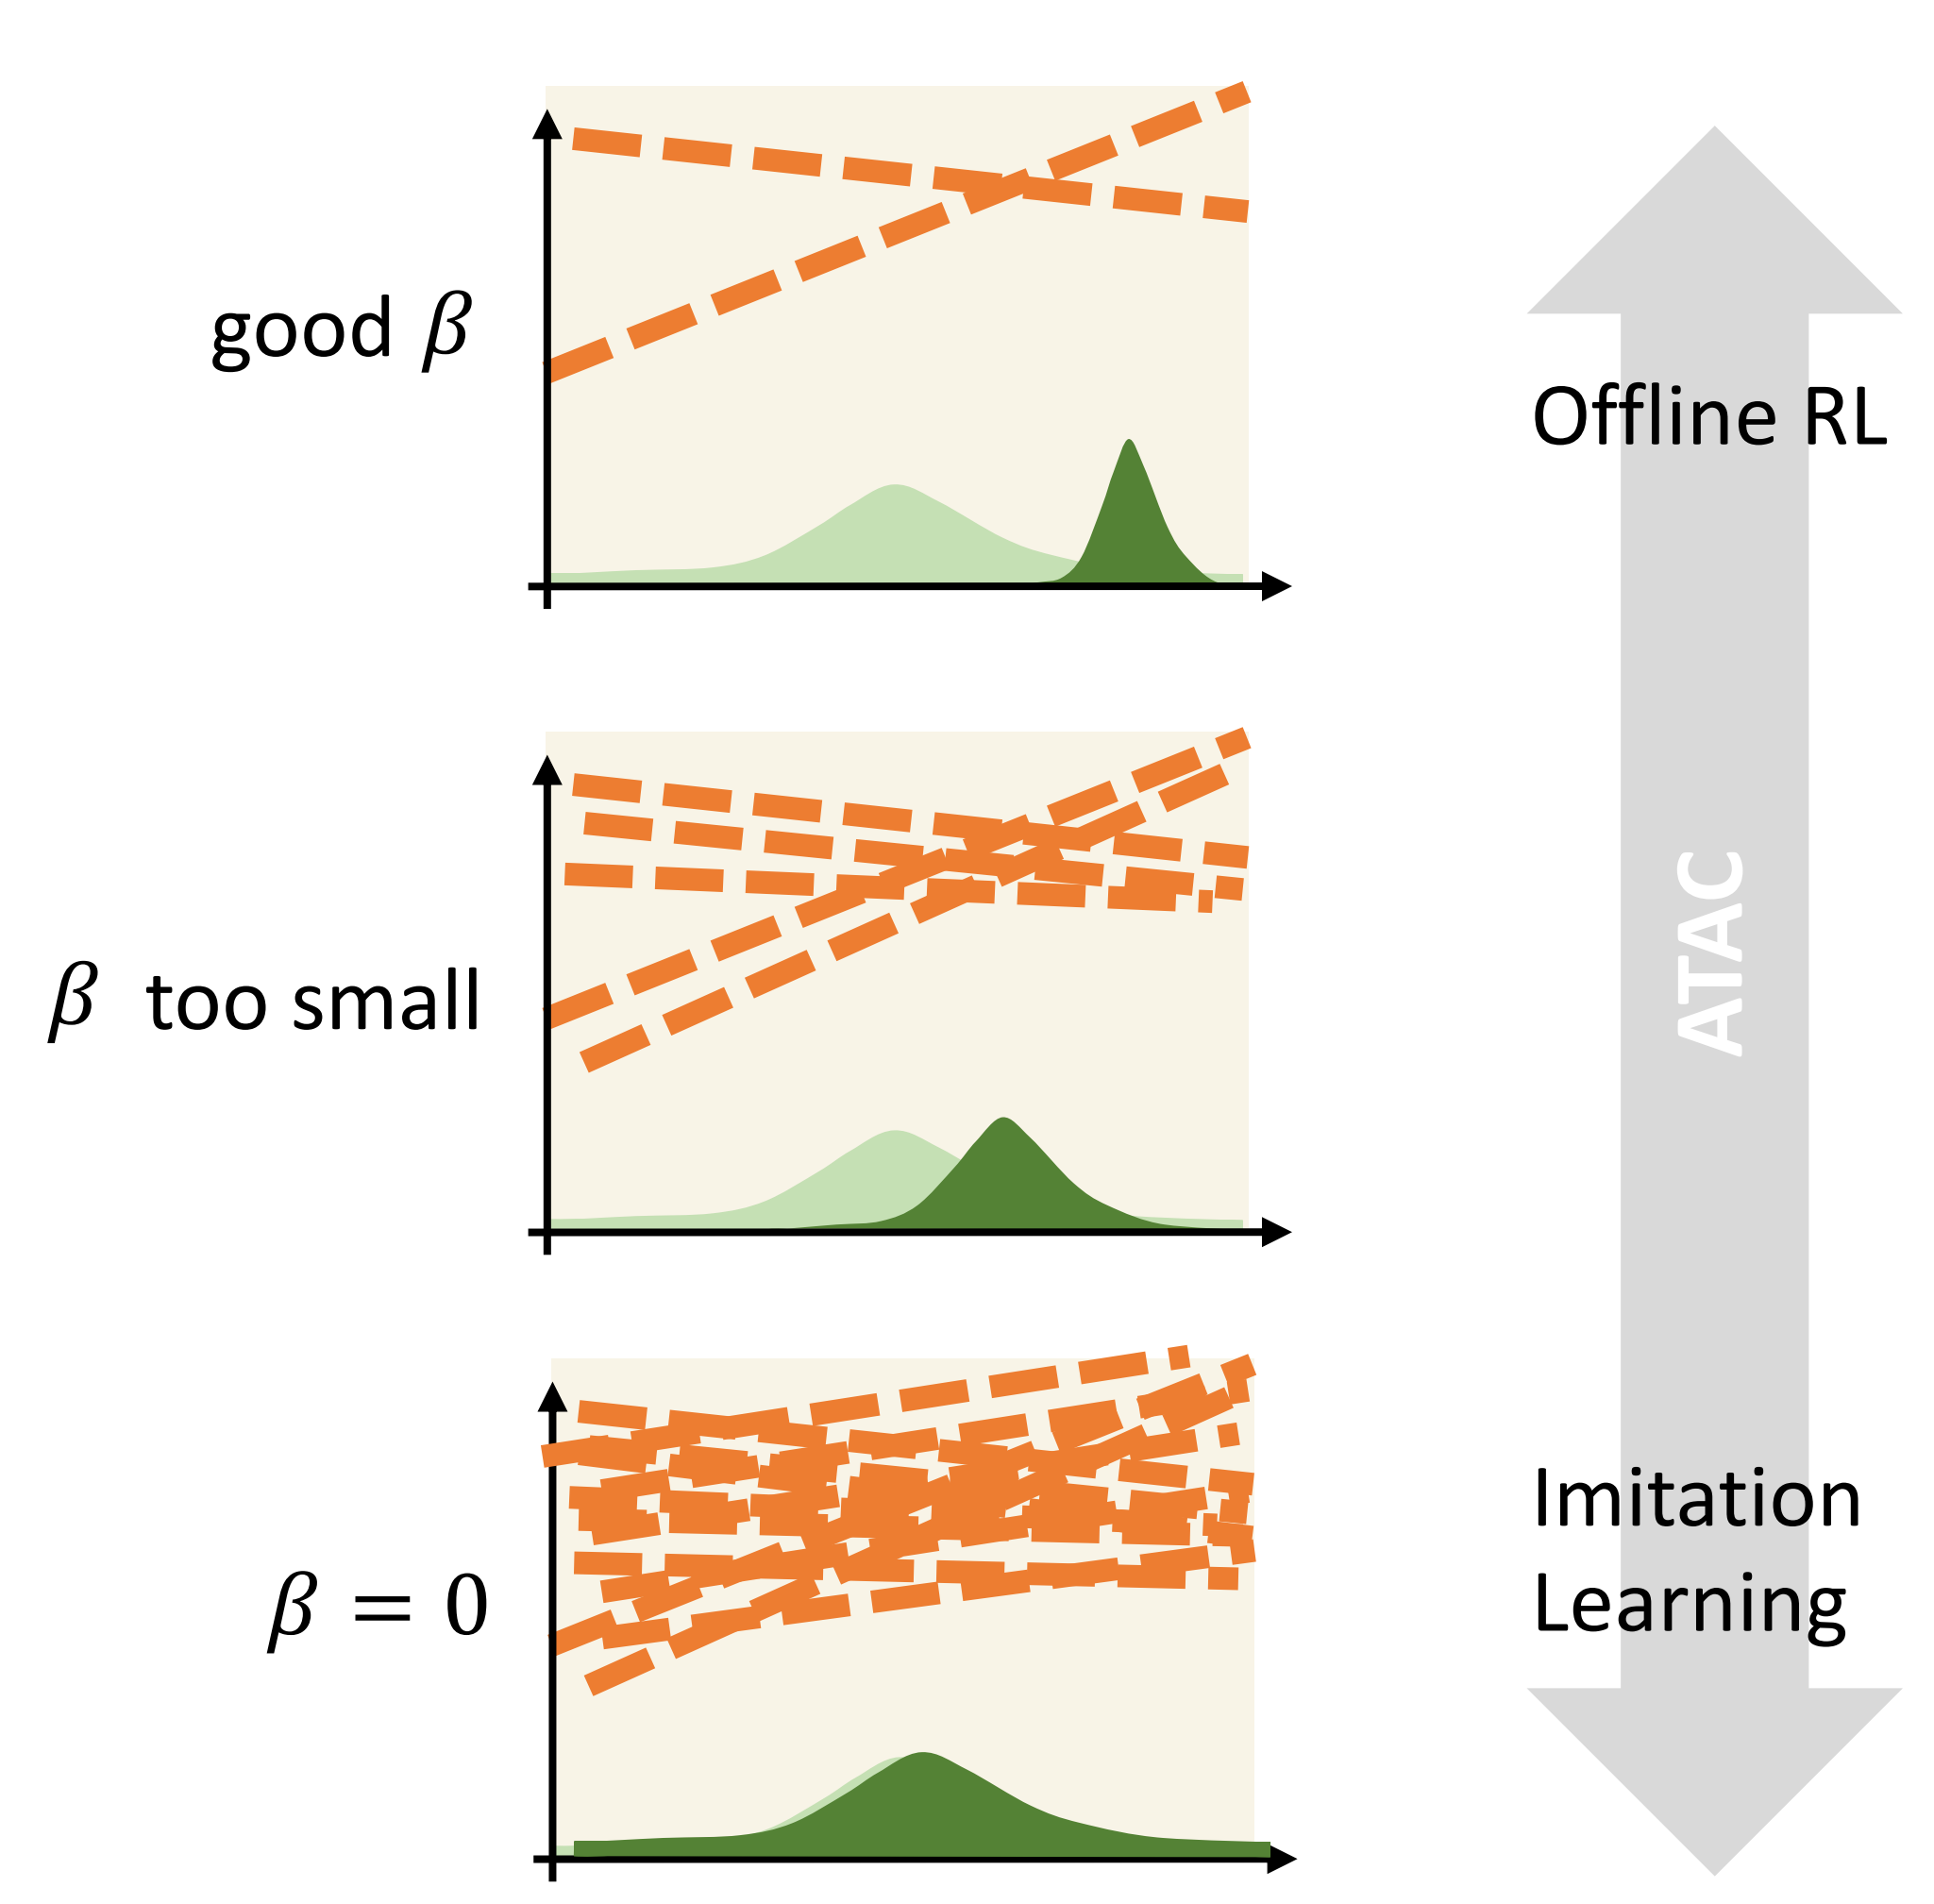 good β
Offline RL
β too small
ATAC
β = 0
Imitation
Learning